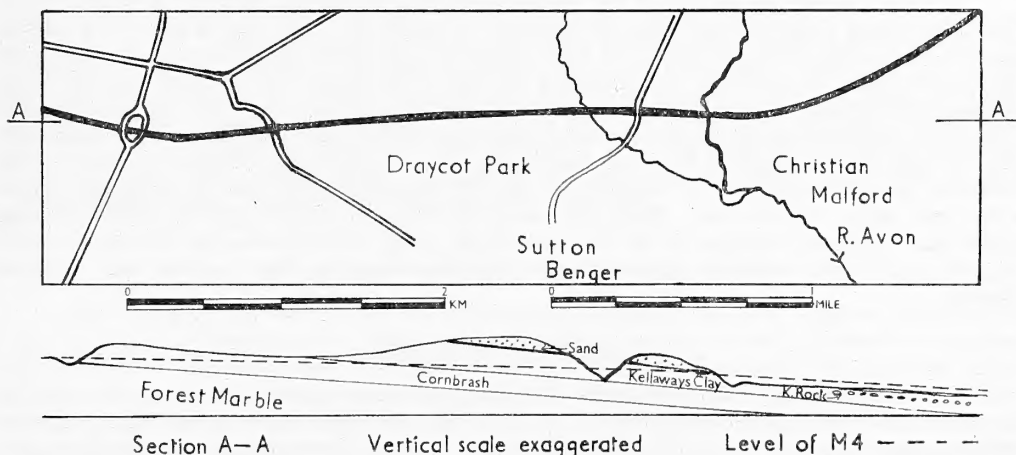 A
A
Draycot Park
Christian
Malford
Sutton
Benger
R. Avon
0
2
KM
0
1
MILE
Sand
Cornbrash
Kellaways Clay
K. Rock
Forest Marble
Section A-A
Vertical scale exaggerated
Level of M4 - - - - -